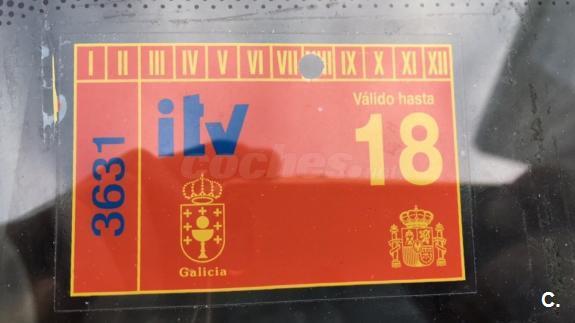 I II III IV V VI VII VIII IX X XI XII
Válido hasta
itv
18
3631
coches.net
Galicia
C.